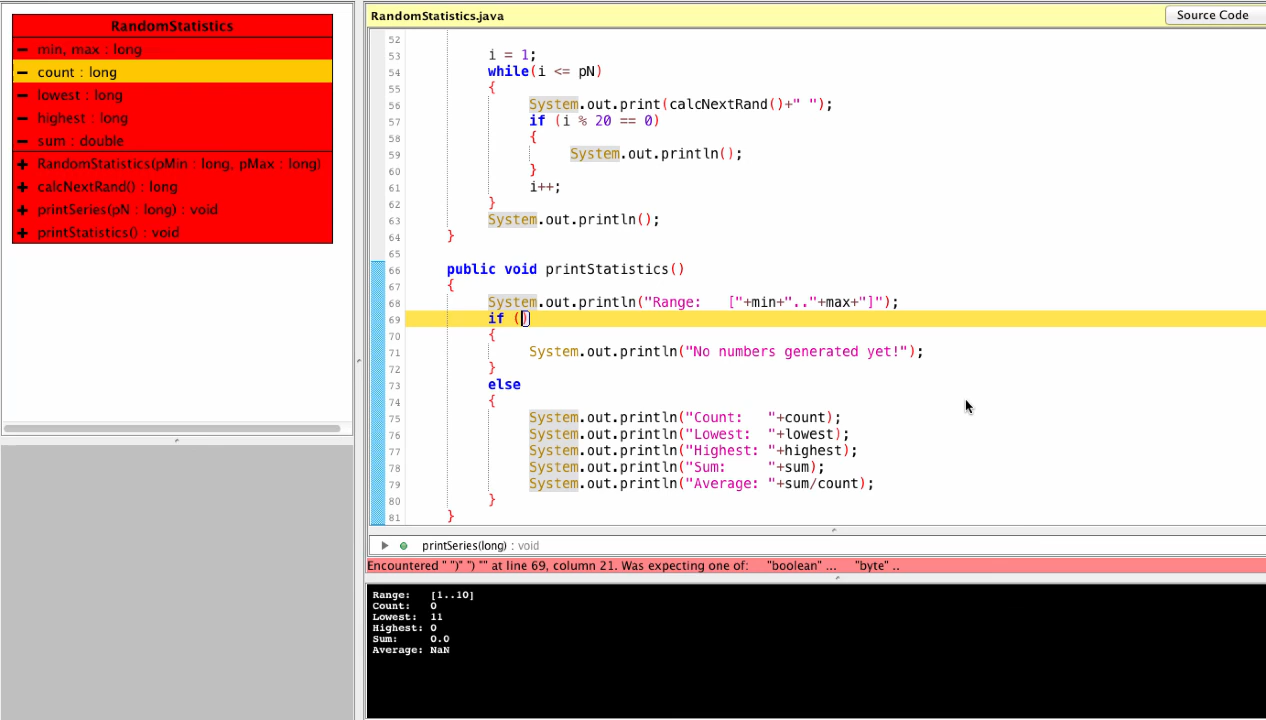 RandomStatistics
− min, max : long
− count : long
− lowest : long
− highest : long
− sum : double
+ RandomStatistics(pMin : long, pMax : long)
+ calcNextRand() : long
+ printSeries(pN : long) : void
+ printStatistics() : void
RandomStatistics.java
Source Code
52
53 i = 1;
54 while(i <= pN)
55 {
56 System.out.print(calcNextRand()+" ");
57 if (i % 20 == 0)
58 {
59 System.out.println();
60 }
61 i++;
62 }
63 System.out.println();
64 }
65
66 public void printStatistics()
67 {
68 System.out.println("Range:   ["+min+".."+max+"]");
69 if ()
70 {
71 System.out.println("No numbers generated yet!");
72 }
73 else
74 {
75 System.out.println("Count:   "+count);
76 System.out.println("Lowest:  "+lowest);
77 System.out.println("Highest: "+highest);
78 System.out.println("Sum:     "+sum);
79 System.out.println("Average: "+sum/count);
80 }
81 }
printSeries(long) : void
Encountered " ")" ") "" at line 69, column 21. Was expecting one of:    "boolean" ...    "byte" ..
Range:   [1..10]
Count:   0
Lowest:  11
Highest: 0
Sum:     0.0
Average: NaN